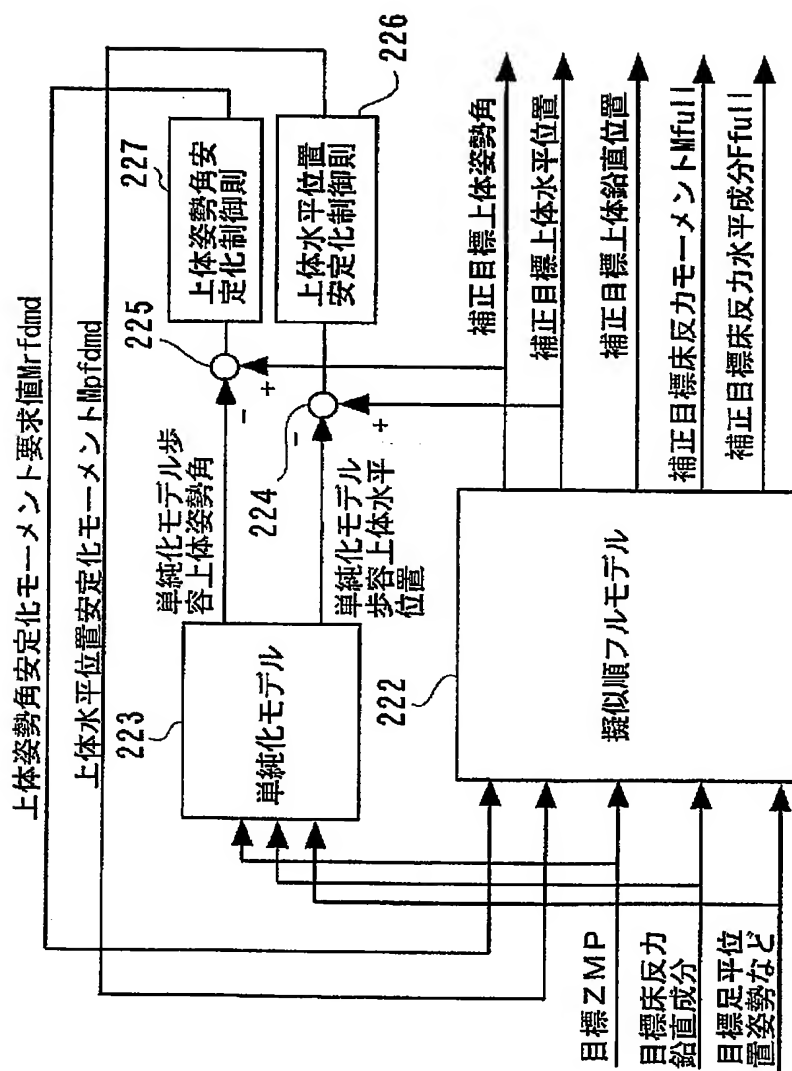 上体姿勢角安定化モーメント要求値Mrfdmd
上体水平位置安定化モーメントMpfdmd
227
上体姿勢角安
定化制御則
226
上体水平位置
安定化制御則
225
224
+
-
+
-
単純化モデル歩
容上体姿勢角
単純化モデル
歩容上体水平
位置
223
単純化モデル
222
擬似順フルモデル
目標ZMP
目標床反力
鉛直成分
目標足平位
置姿勢など
補正目標上体姿勢角
補正目標上体水平位置
補正目標上体鉛直位置
補正目標床反力モーメントMfull
補正目標床反力水平成分Ffull